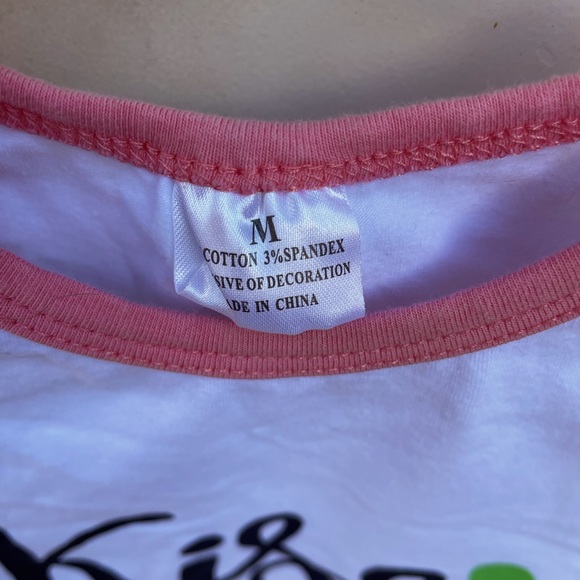 M
COTTON 3%SPANDEX
SIVE OF DECORATION
ADE IN CHINA